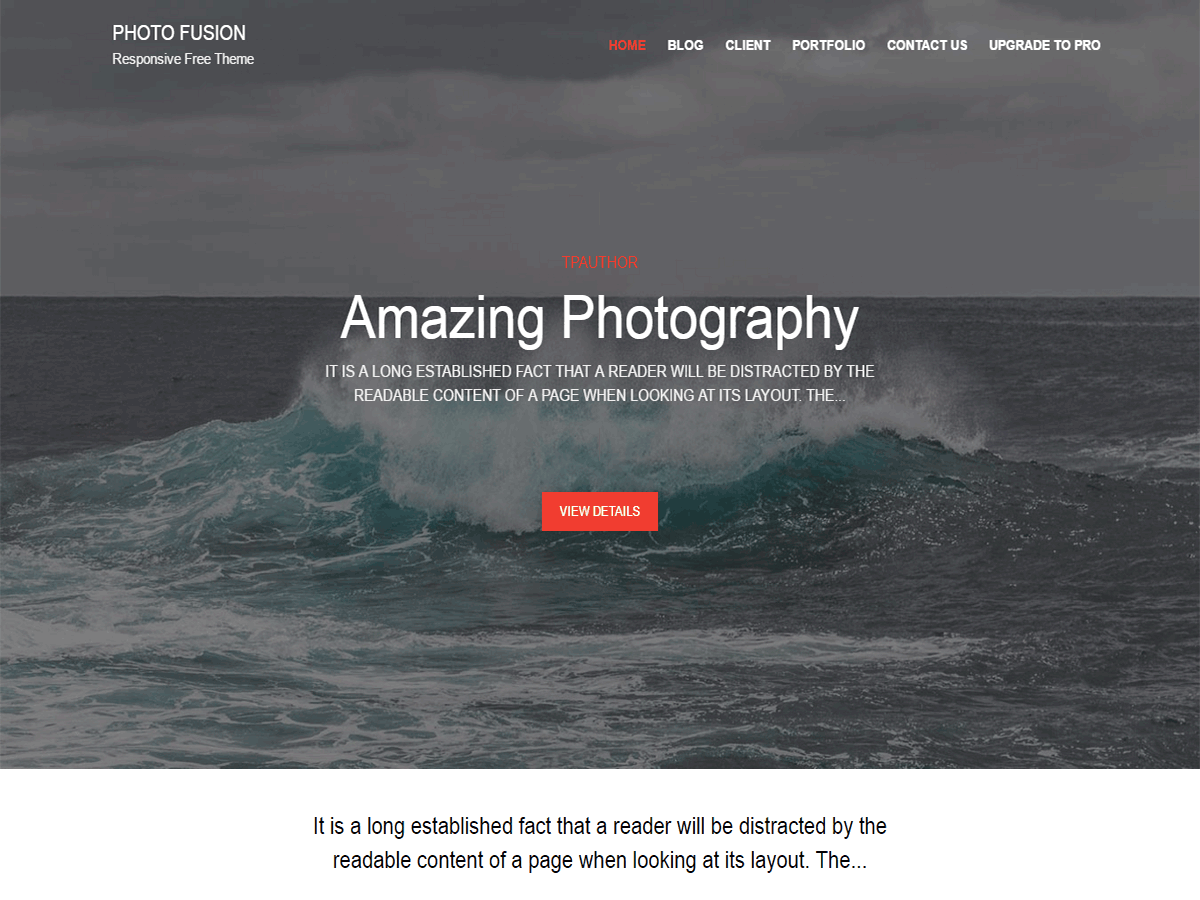 PHOTO FUSION
Responsive Free Theme
HOME BLOG CLIENT PORTFOLIO CONTACT US UPGRADE TO PRO
TPAUTHOR
Amazing Photography
IT IS A LONG ESTABLISHED FACT THAT A READER WILL BE DISTRACTED BY THE
READABLE CONTENT OF A PAGE WHEN LOOKING AT ITS LAYOUT. THE...
VIEW DETAILS
It is a long established fact that a reader will be distracted by the
readable content of a page when looking at its layout. The...